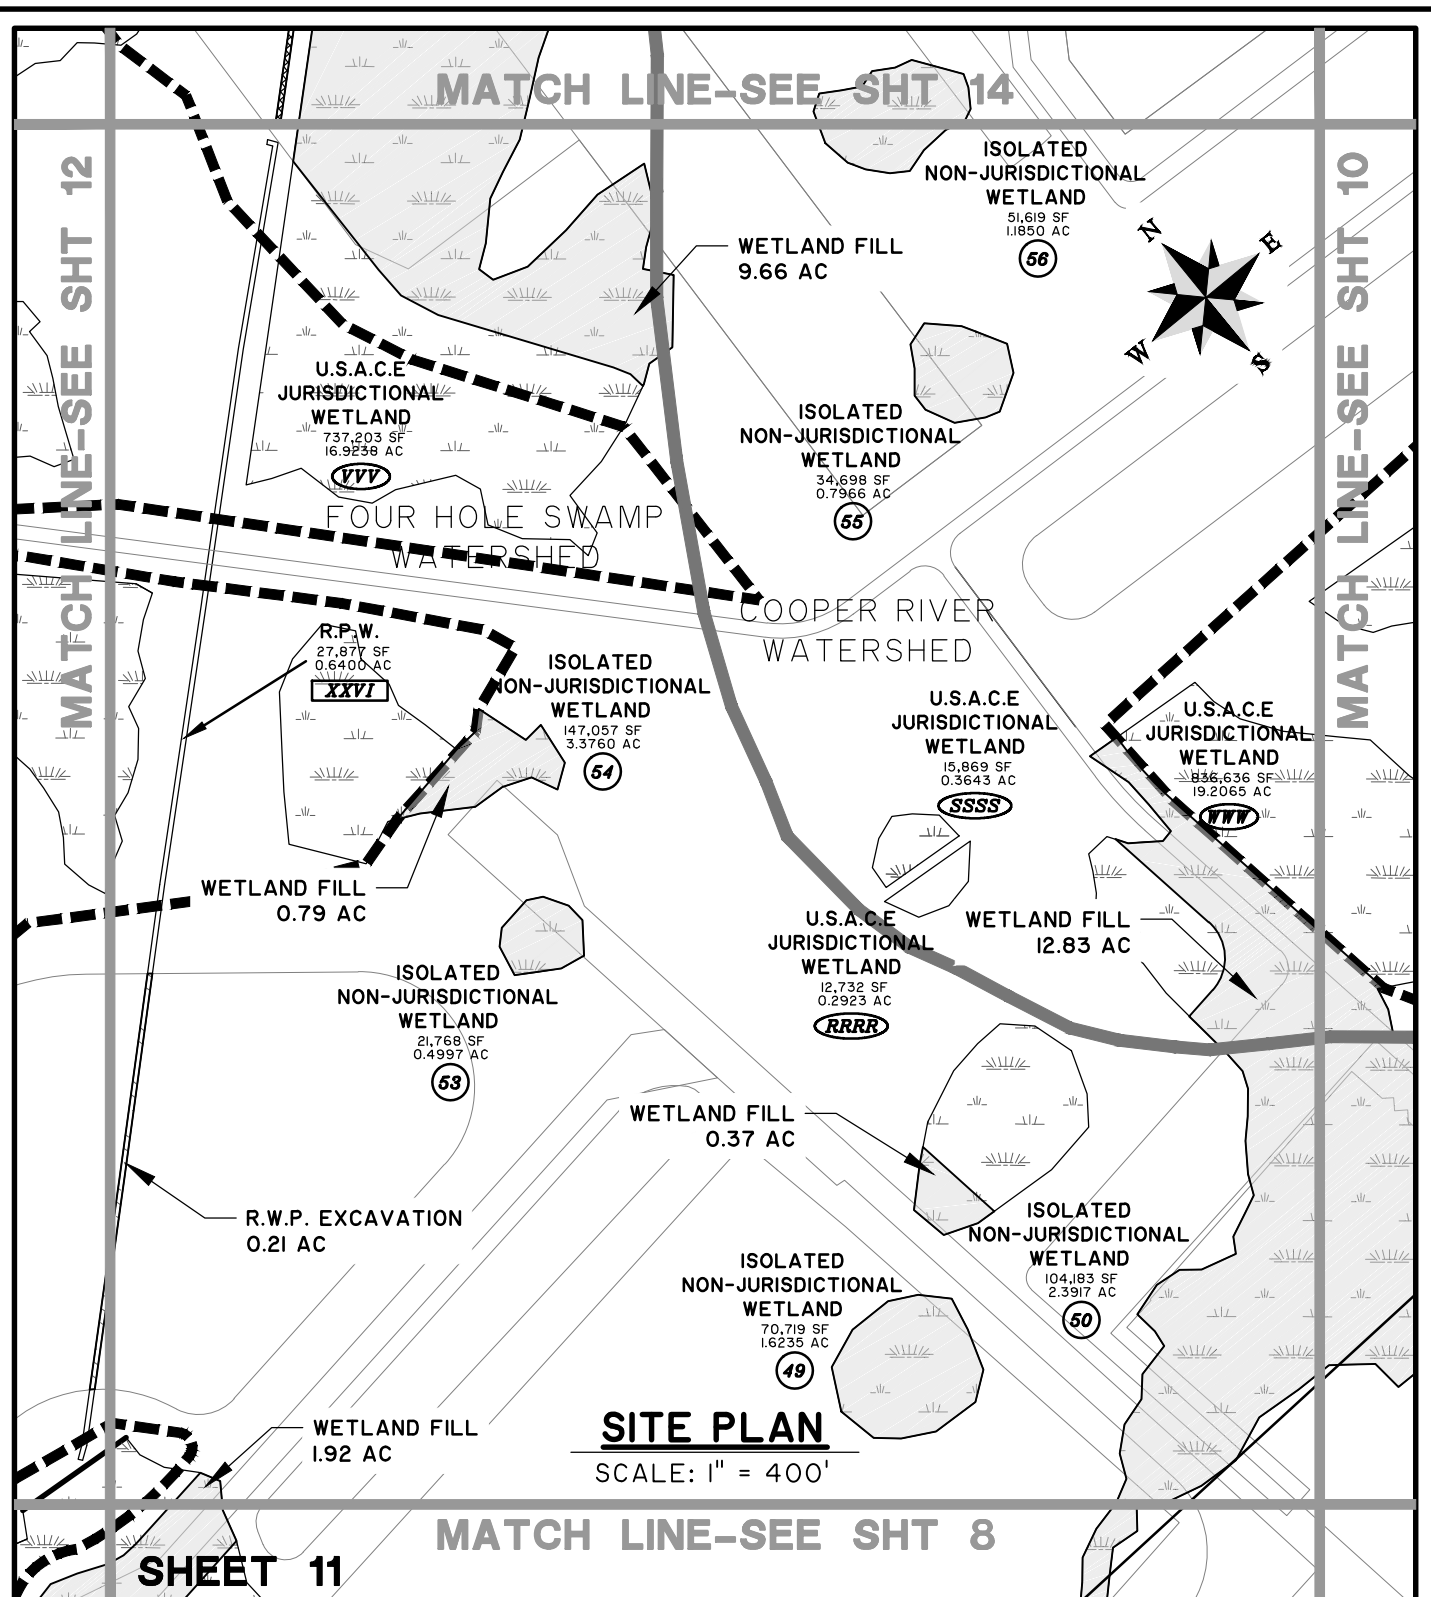 MATCH LINE-SEE SHT 14
MATCH LINE-SEE SHT 12
MATCH LINE-SEE SHT 10
ISOLATED
NON-JURISDICTIONAL
WETLAND
51,619 SF
1.1850 AC
56
N
E
W
S
WETLAND FILL
9.66 AC
U.S.A.C.E
JURISDICTIONAL
WETLAND
737,203 SF
16.9238 AC
VVV
ISOLATED
NON-JURISDICTIONAL
WETLAND
34,698 SF
0.7966 AC
55
FOUR HOLE SWAMP
WATERSHED
COOPER RIVER
WATERSHED
R.P.W.
27,877 SF
0.6400 AC
XXVI
ISOLATED
NON-JURISDICTIONAL
WETLAND
147,057 SF
3.3760 AC
54
U.S.A.C.E
JURISDICTIONAL
WETLAND
15,869 SF
0.3643 AC
SSSS
U.S.A.C.E
JURISDICTIONAL
WETLAND
836,636 SF
19.2065 AC
WWW
WETLAND FILL
0.79 AC
U.S.A.C.E
JURISDICTIONAL
WETLAND
12,732 SF
0.2923 AC
RRRR
WETLAND FILL
12.83 AC
ISOLATED
NON-JURISDICTIONAL
WETLAND
21,768 SF
0.4997 AC
53
WETLAND FILL
0.37 AC
R.W.P. EXCAVATION
0.21 AC
ISOLATED
NON-JURISDICTIONAL
WETLAND
104,183 SF
2.3917 AC
50
ISOLATED
NON-JURISDICTIONAL
WETLAND
70,719 SF
1.6235 AC
49
WETLAND FILL
1.92 AC
SITE PLAN
SCALE: 1" = 400'
MATCH LINE-SEE SHT 8
SHEET 11